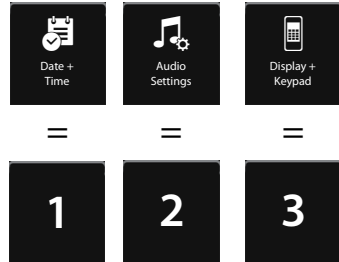 Date + Audio Display +
Time Settings Keypad
= = =
1 2 3